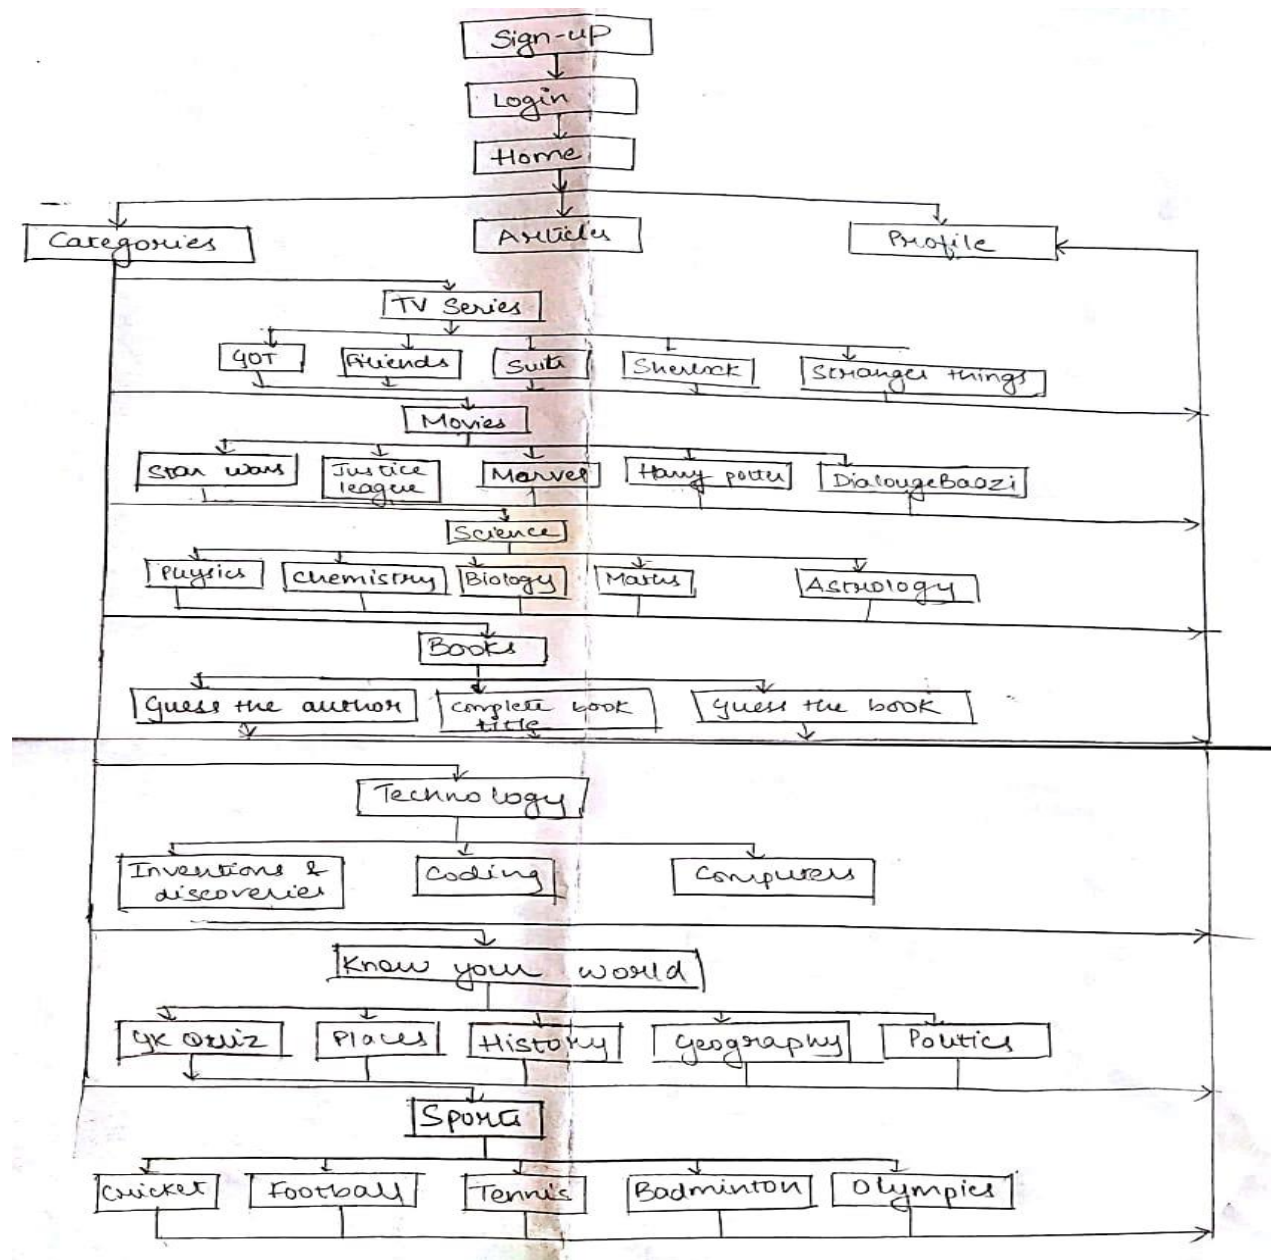 Sign-up
Login
Home
Categories
Articles
Profile
TV Series
GOT
Friends
Suits
Sherlock
Stranger things
Movies
Star wars
Justice
league
Marvel
Harry potter
DialougeBaazi
Science
Physics
Chemistry
Biology
Maths
Astrology
Books
Guess the author
Complete book
title
Guess the book
Technology
Inventions &
discoveries
Coding
Computers
Know your world
GK Quiz
Places
History
Geography
Politics
Sports
Cricket
Football
Tennis
Badminton
Olympics